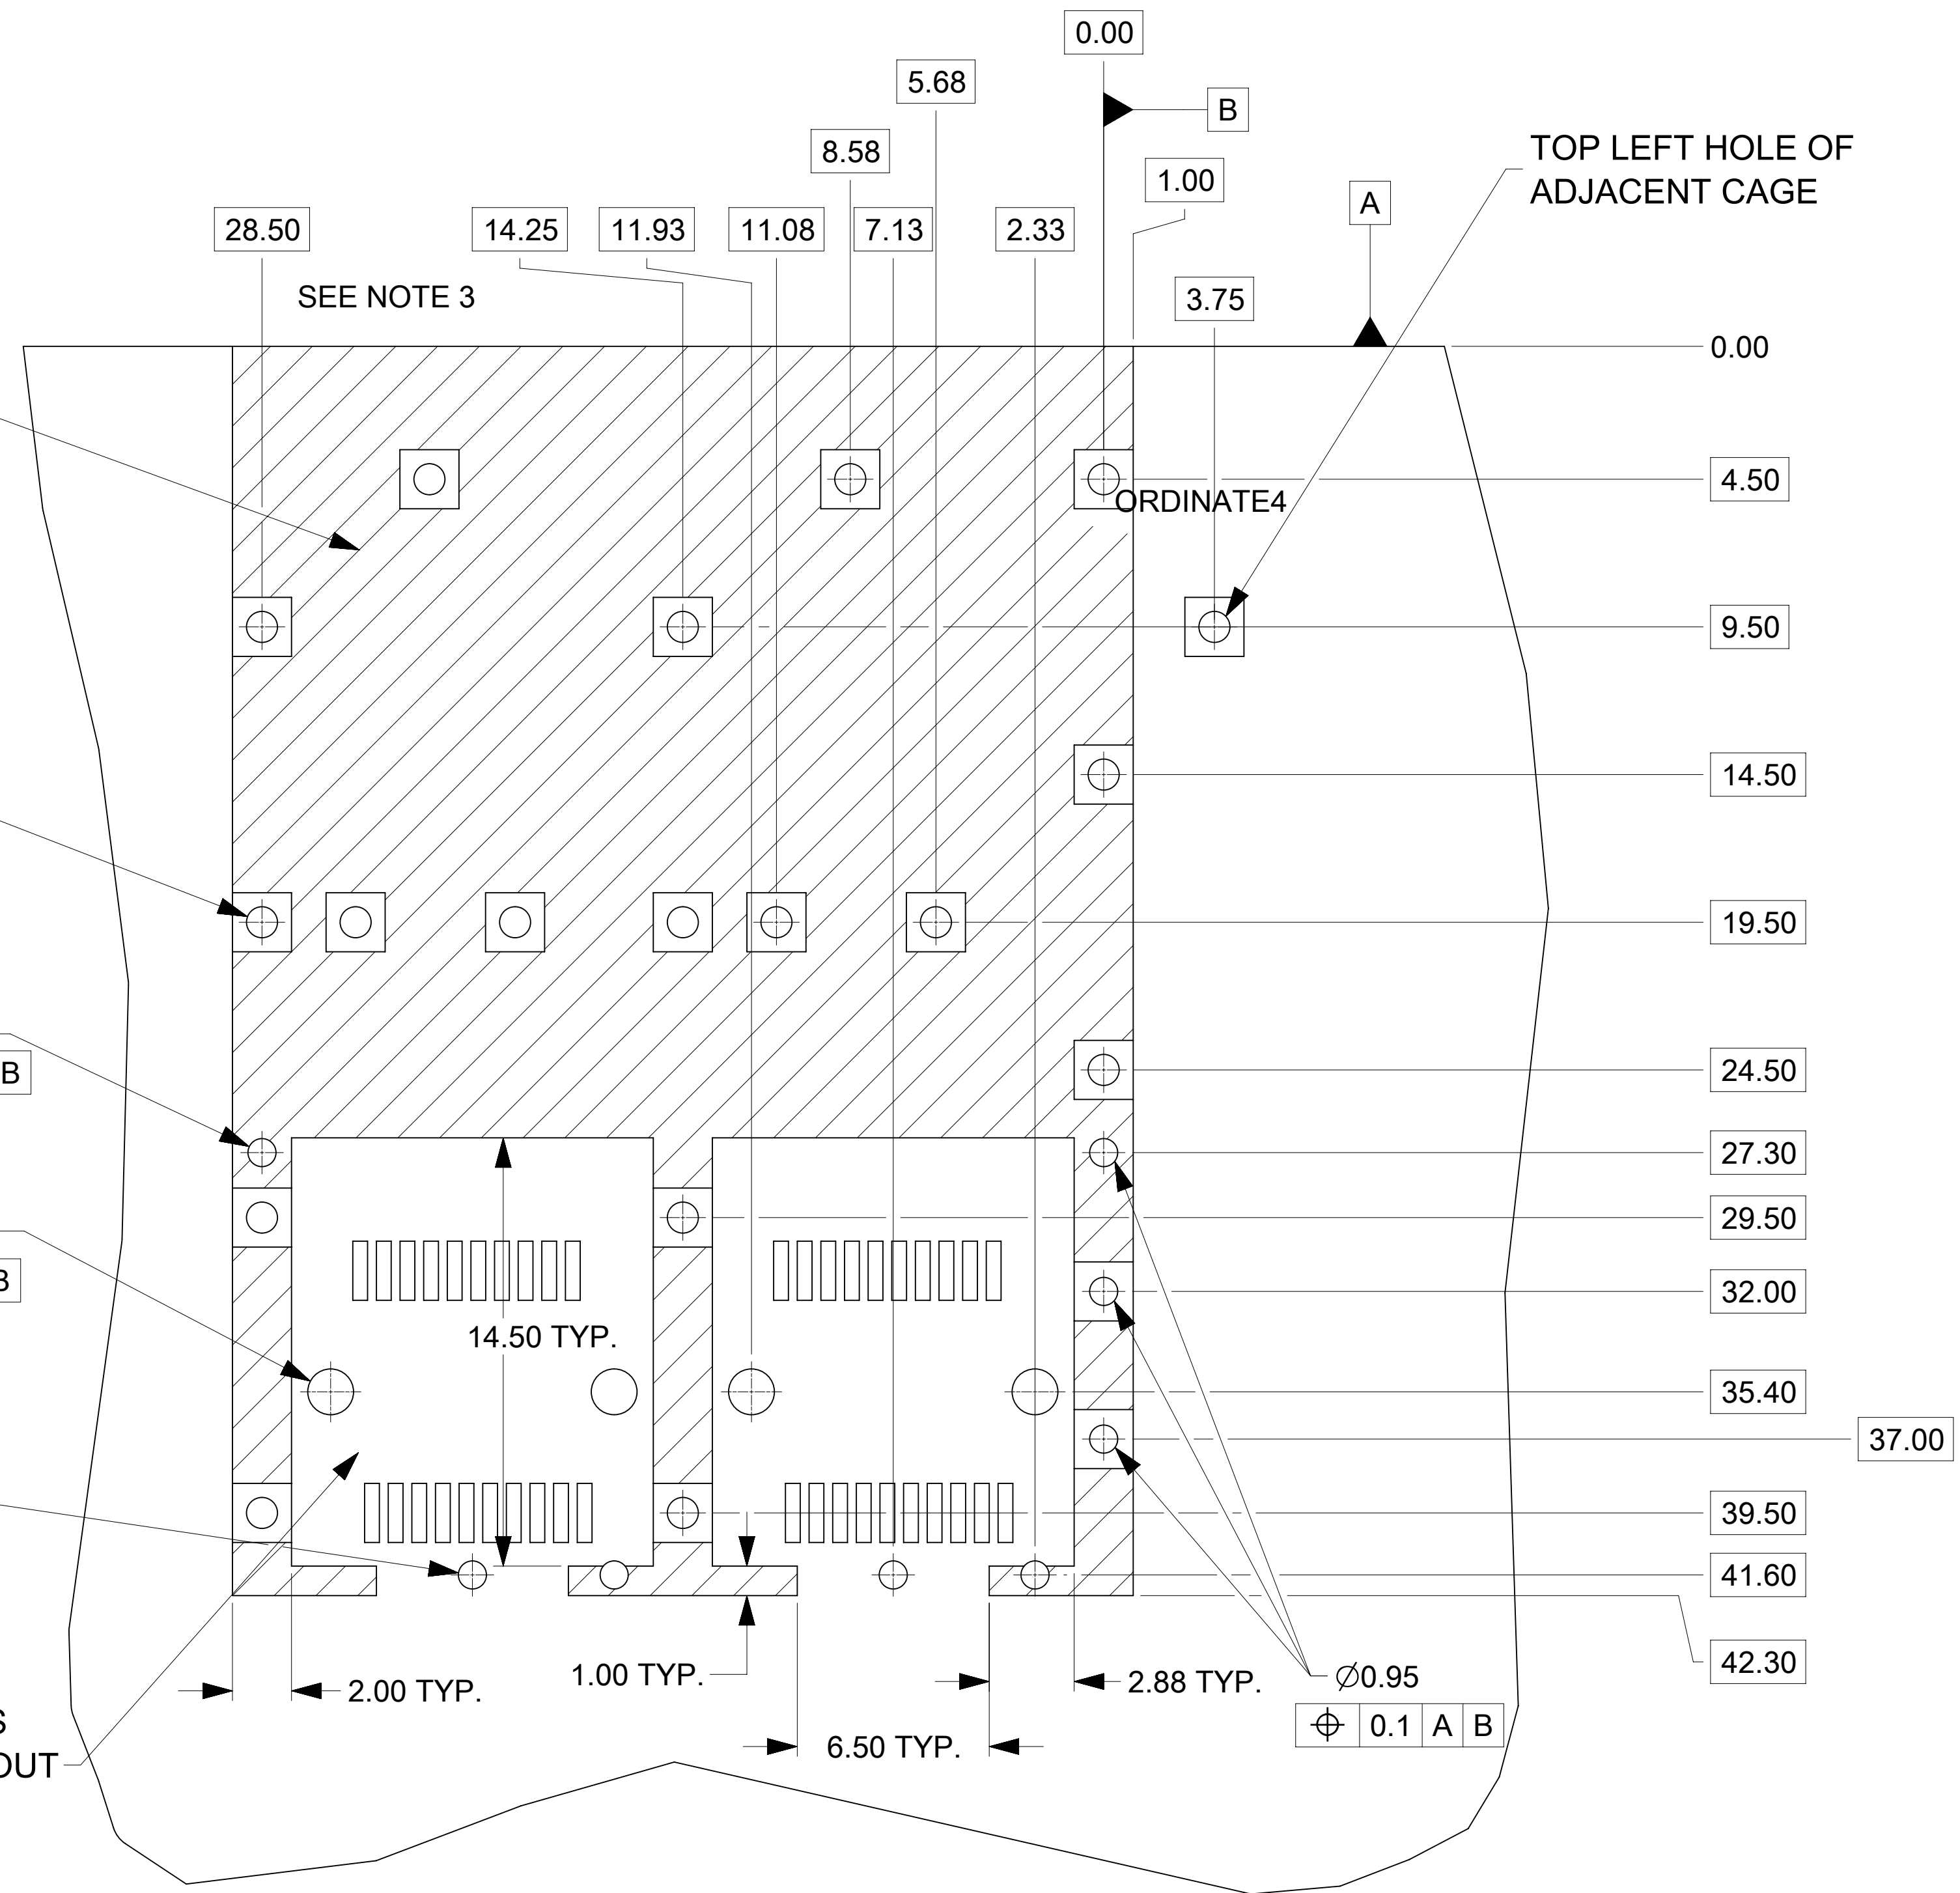 0.00
5.68
B
8.58
TOP LEFT HOLE OF
ADJACENT CAGE
1.00
A
28.50
14.25
11.93
11.08
7.13
2.33
SEE NOTE 3
3.75
0.00
4.50
ORDINATE4
9.50
14.50
19.50
24.50
B
27.30
29.50
B
32.00
14.50 TYP.
35.40
37.00
39.50
41.60
42.30
1.00 TYP.
2.00 TYP.
2.88 TYP.
Ø0.95
⌖ 0.1 A B
6.50 TYP.
S
OUT